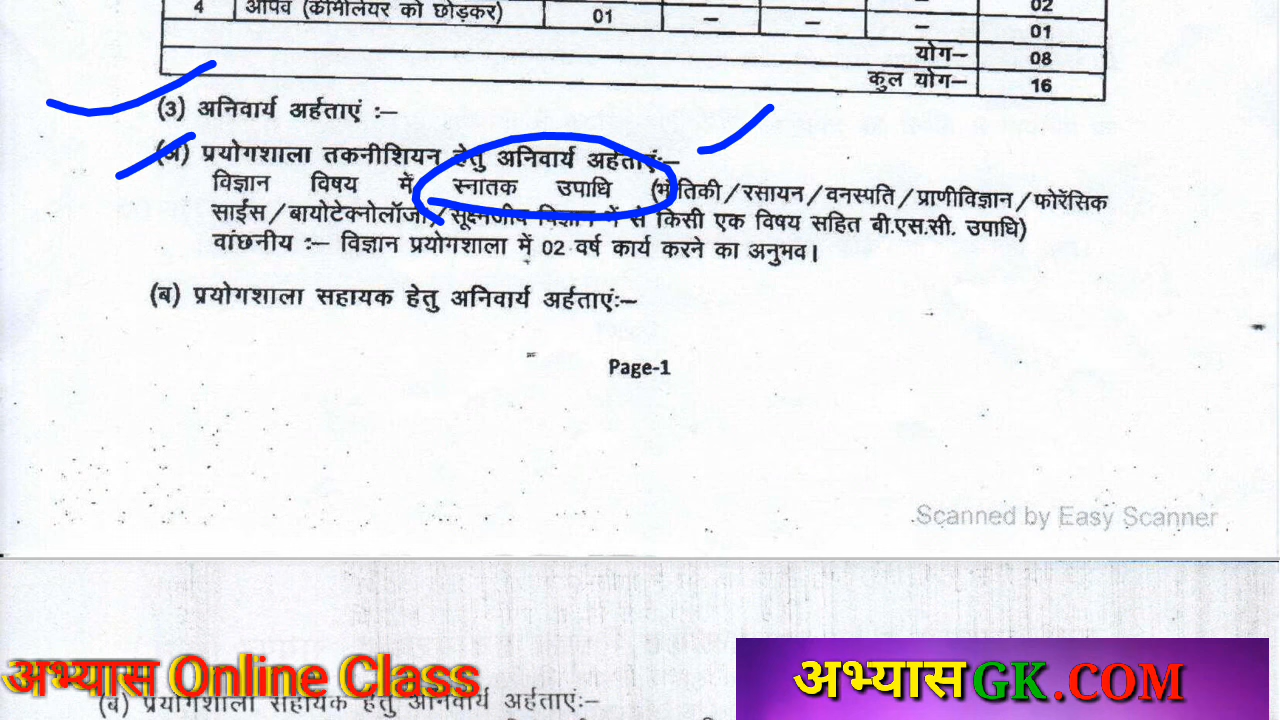 4 अपिव (कीमीलेयर को छोड़कर) 01 – – – 01
02
योग– 08
कुल योग– 16
(3) अनिवार्य अर्हताएं :–
(अ) प्रयोगशाला तकनीशियन हेतु अनिवार्य अर्हताएंः–
विज्ञान विषय में स्नातक उपाधि (भौतिकी/रसायन/वनस्पति/प्राणीविज्ञान/फोरेंसिक
साईंस/बायोटेक्नोलॉजी/सूक्ष्मजीव विज्ञान में से किसी एक विषय सहित बी.एस.सी. उपाधि)
वांछनीय :– विज्ञान प्रयोगशाला में 02 वर्ष कार्य करने का अनुभव।
(ब) प्रयोगशाला सहायक हेतु अनिवार्य अर्हताएंः–
Page-1
Scanned by Easy Scanner
अभ्यास Online Class
अभ्यासGK.COM
(ब) प्रयोगशाला सहायक हेतु अनिवार्य अर्हताएंः–